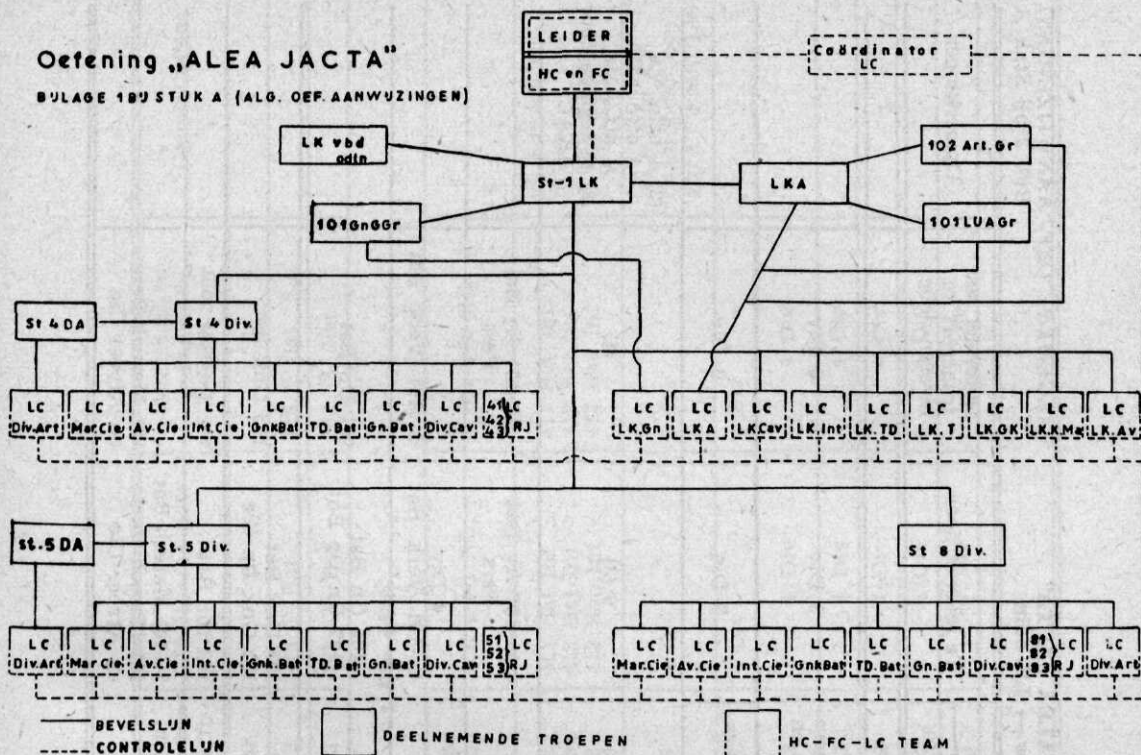 LEIDER
HC en FC
Coördinator
LC
Oefening „ALEA JACTA"
BIJLAGE 1 BIJ STUK A (ALG. OEF. AANWIJZINGEN)
LK vbd
odln
St-1 LK
LKA
102 Art. Gr
101GnGGr
101LUAGr
St 4 DA
St 4 Div.
LC
Div.Art
LC
Mar.Cie
LC
Av.Cie
LC
Int.Cie
LC
GnkBat
LC
TD.Bat
LC
Gn.Bat
LC
Div.Cav
41
42
43
LC
RJ
LC
LK.Gn
LC
LKA
LC
LK.Cav
LC
LK.Int
LC
LK.TD
LC
LK.T
LC
LK.GK
LC
LK.K.Ma
LC
LK.Av
st.5 DA
St.5 Div.
St 8 Div.
LC
Div.Art
LC
Mar.Cie
LC
Av.Cie
LC
Int.Cie
LC
Gnk.Bat
LC
TD.Bat
LC
Gn.Bat
LC
Div.Cav
51
52
53
LC
RJ
LC
Mar.Cie
LC
Av.Cie
LC
Int.Cie
LC
GnkBat
LC
TD.Bat
LC
Gn.Bat
LC
Div.Cav
81
82
83
LC
RJ
LC
Div.Art
BEVELSLIJN
CONTROLELIJN
DEELNEMENDE TROEPEN
HC-FC-LC TEAM